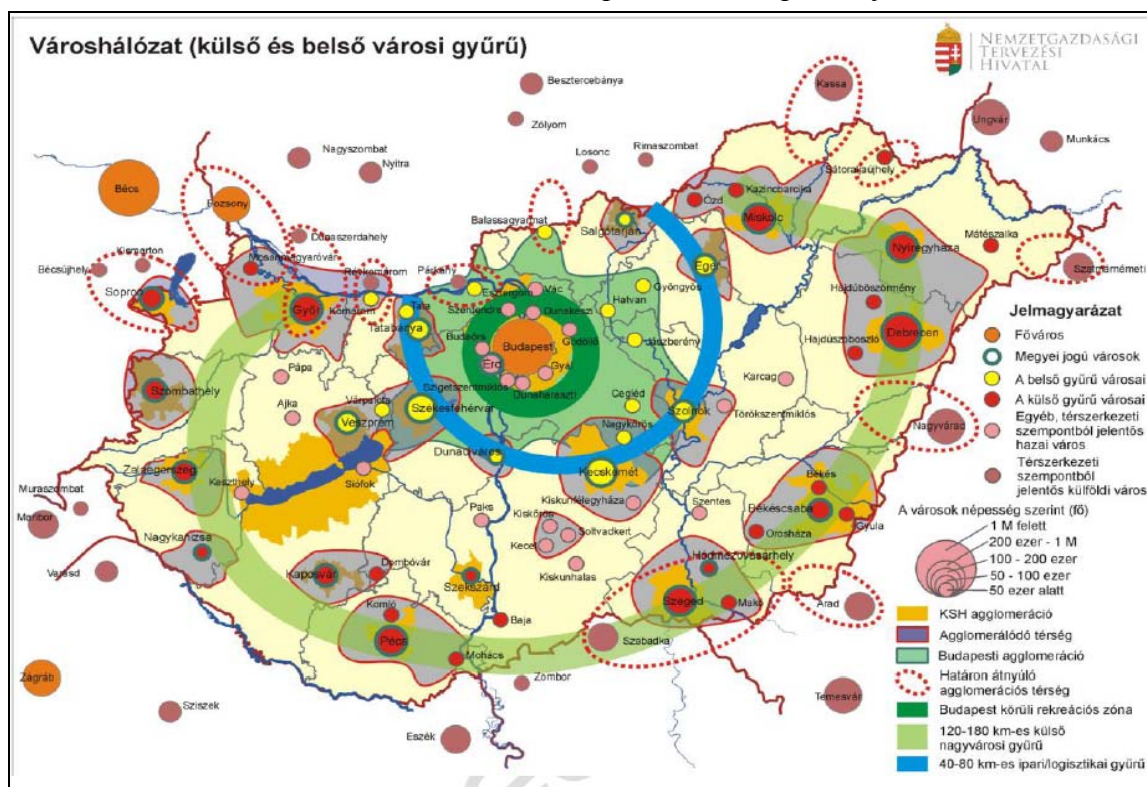 Városhálózat (külső és belső városi gyűrű)
NEMZETGAZDASÁGI
TERVEZÉSI
HIVATAL
Besztercebánya
Kassa
Zólyom
Ungvár
Munkács
Nagyszombat
Nyitra
Losonc
Rimaszombat
Sátoraljaújhely
Bécs
Pozsony
Kazincbarcika
Ózd
Miskolc
Balassagyarmat
Salgótarján
Dunaszerdahely
Kismarton
Bécsújhely
Mosonmagyaróvár
Révkomárom
Párkány
Nyíregyháza
Mátészalka
Szatmárnémeti
Sopron
Győr
Komárom
Tata
Esztergom
Vác
Eger
Gyöngyös
Hatvan
Hajdúböszörmény
Szentendre
Dunakeszi
Tatabánya
Budaörs
Gödöllő
Debrecen
Budapest
Jászberény
Hajdúszoboszló
Érd
Gyál
Pápa
Szombathely
Szigetszentmiklós
Dunaharaszti
Karcag
Ajka
Várpalota
Székesfehérvár
Cegléd
Szolnok
Törökszentmiklós
Veszprém
Nagykőrös
Nagyvárad
Dunaújváros
Zalaegerszeg
Kecskemét
Keszthely
Siófok
Békés
Muraszombat
Kiskunfélegyháza
Szentes
Békéscsaba
Maribor
Paks
Kiskőrös
Gyula
Soltvadkert
Orosháza
Nagykanizsa
Kecel
Hódmezővásárhely
Varasd
Kaposvár
Dombóvár
Kiskunhalas
Szekszárd
Szeged
Makó
Arad
Komló
Baja
Pécs
Szabadka
Mohács
Zágráb
Zombor
Temesvár
Sziszek
Eszék
Jelmagyarázat
Főváros
Megyei jogú városok
A belső gyűrű városai
A külső gyűrű városai
Egyéb, térszerkezeti
szempontból jelentős
hazai város
Térszerkezeti
szempontból
jelentős külföldi város
A városok népesség szerint (fő)
1 M felett
200 ezer - 1 M
100 - 200 ezer
50 - 100 ezer
50 ezer alatt
KSH agglomeráció
Agglomerálódó térség
Budapesti agglomeráció
Határon átnyúló
agglomerációs térség
Budapest körüli rekreációs zóna
120-180 km-es külső
nagyvárosi gyűrű
40-80 km-es ipari/logisztikai gyűrű